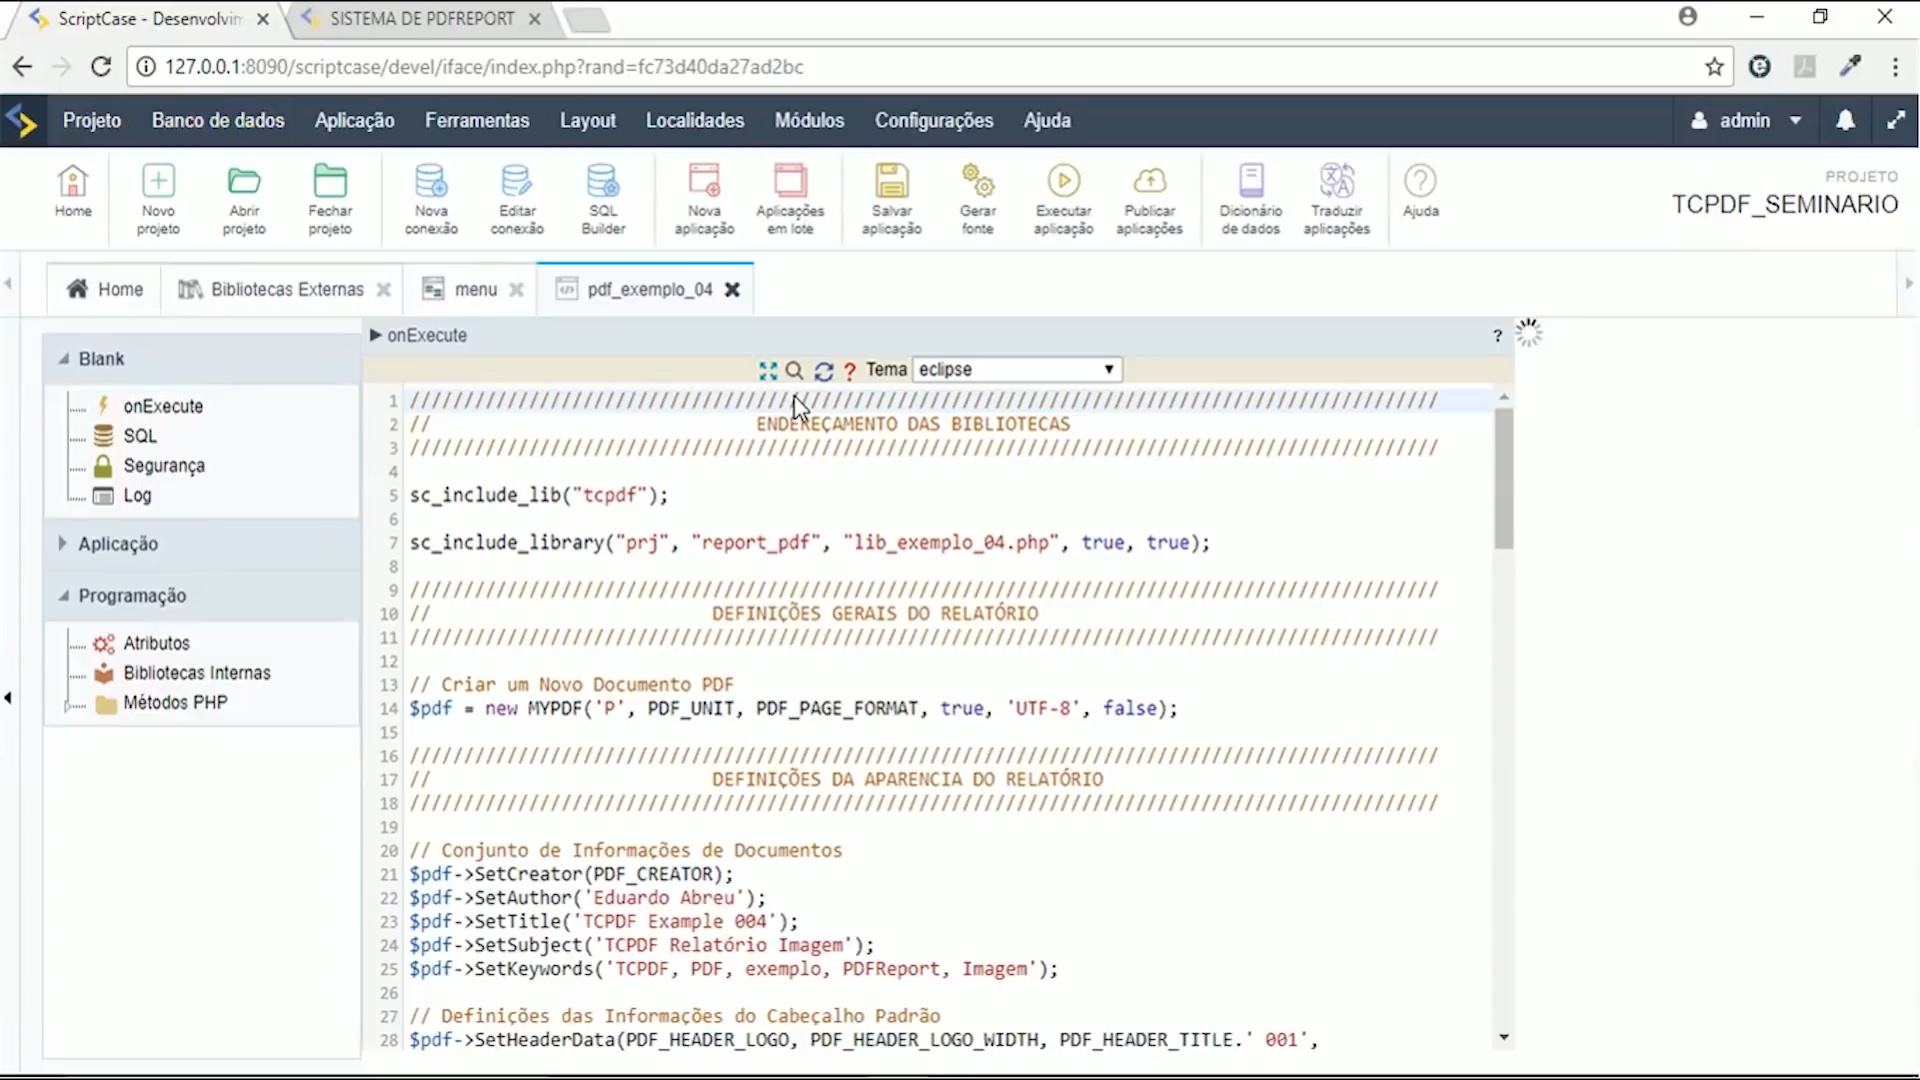 ScriptCase - Desenvolvin
SISTEMA DE PDFREPORT
127.0.0.1:8090/scriptcase/devel/iface/index.php?rand=fc73d40da27ad2bc
Projeto Banco de dados Aplicação Ferramentas Layout Localidades Módulos Configurações Ajuda admin
Home
Novo projeto
Abrir projeto
Fechar projeto
Nova conexão
Editar conexão
SQL Builder
Nova aplicação
Aplicações em lote
Salvar aplicação
Gerar fonte
Executar aplicação
Publicar aplicações
Dicionário de dados
Traduzir aplicações
Ajuda
PROJETO
TCPDF_SEMINARIO
Home Bibliotecas Externas menu pdf_exemplo_04
Blank
onExecute
SQL
Segurança
Log
Aplicação
Programação
Atributos
Bibliotecas Internas
Métodos PHP
onExecute ?
? Tema eclipse
1 ///////////////////////////////////////////////////////////////////////////////////////////////
2 // ENDEREÇAMENTO DAS BIBLIOTECAS
3 ///////////////////////////////////////////////////////////////////////////////////////////////
4
5 sc_include_lib("tcpdf");
6
7 sc_include_library("prj", "report_pdf", "lib_exemplo_04.php", true, true);
8
9 ///////////////////////////////////////////////////////////////////////////////////////////////
10 // DEFINIÇÕES GERAIS DO RELATÓRIO
11 ///////////////////////////////////////////////////////////////////////////////////////////////
12
13 // Criar um Novo Documento PDF
14 $pdf = new MYPDF('P', PDF_UNIT, PDF_PAGE_FORMAT, true, 'UTF-8', false);
15
16 ///////////////////////////////////////////////////////////////////////////////////////////////
17 // DEFINIÇÕES DA APARENCIA DO RELATÓRIO
18 ///////////////////////////////////////////////////////////////////////////////////////////////
19
20 // Conjunto de Informações de Documentos
21 $pdf->SetCreator(PDF_CREATOR);
22 $pdf->SetAuthor('Eduardo Abreu');
23 $pdf->SetTitle('TCPDF Example 004');
24 $pdf->SetSubject('TCPDF Relatório Imagem');
25 $pdf->SetKeywords('TCPDF, PDF, exemplo, PDFReport, Imagem');
26
27 // Definições das Informações do Cabeçalho Padrão
28 $pdf->SetHeaderData(PDF_HEADER_LOGO, PDF_HEADER_LOGO_WIDTH, PDF_HEADER_TITLE.' 001',